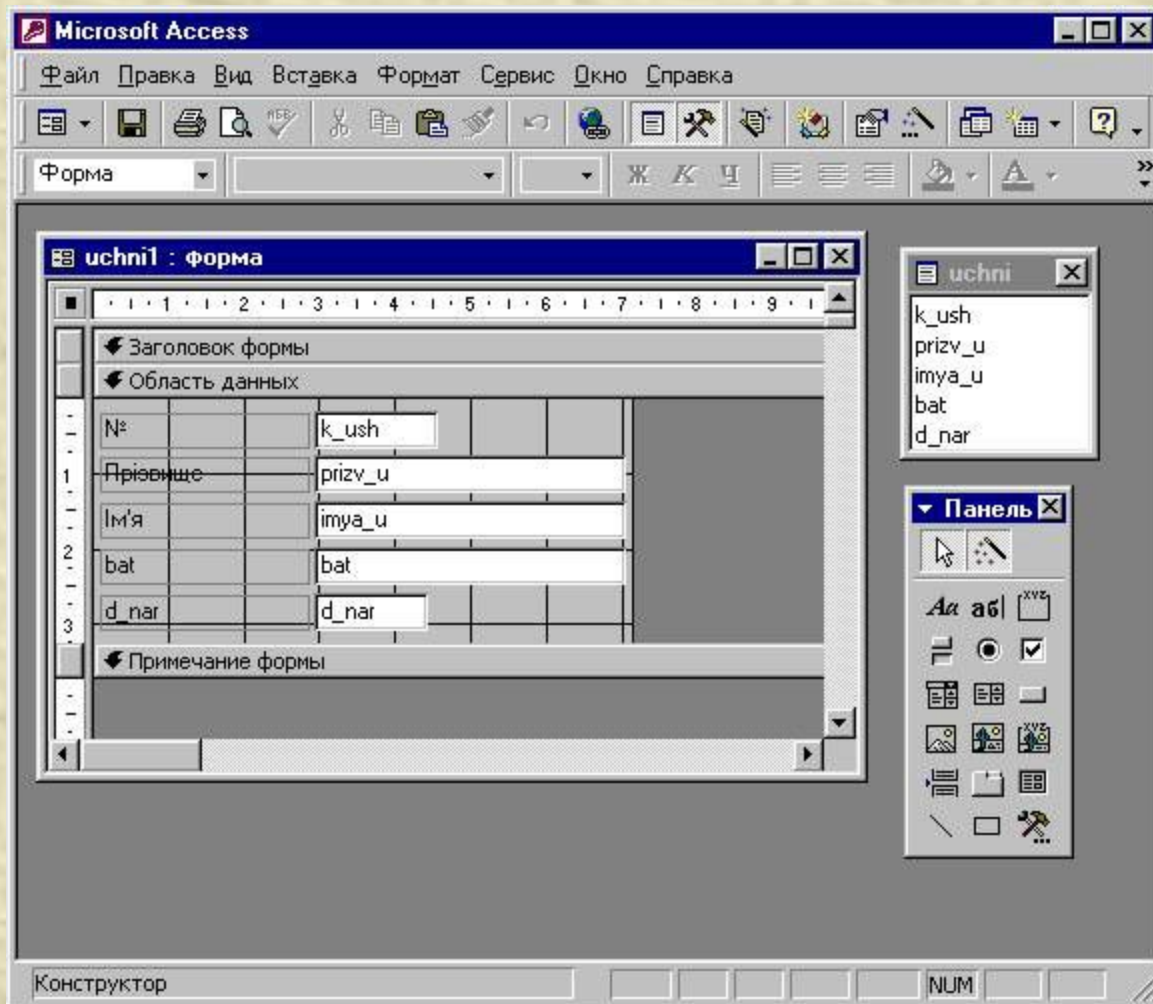 Microsoft Access
Файл Правка Вид Вставка Формат Сервис Окно Справка
Форма Ж К Ч
uchni1 : форма
1 2 3 4 5 6 7 8 9
Заголовок формы
Область данных
№ k_ush
1 Прізвище prizv_u
Ім'я imya_u
2 bat bat
d_nar d_nar
3
Примечание формы
uchni
k_ush
prizv_u
imya_u
bat
d_nar
Панель
Aa аб| XYZ
XYZ
Конструктор NUM